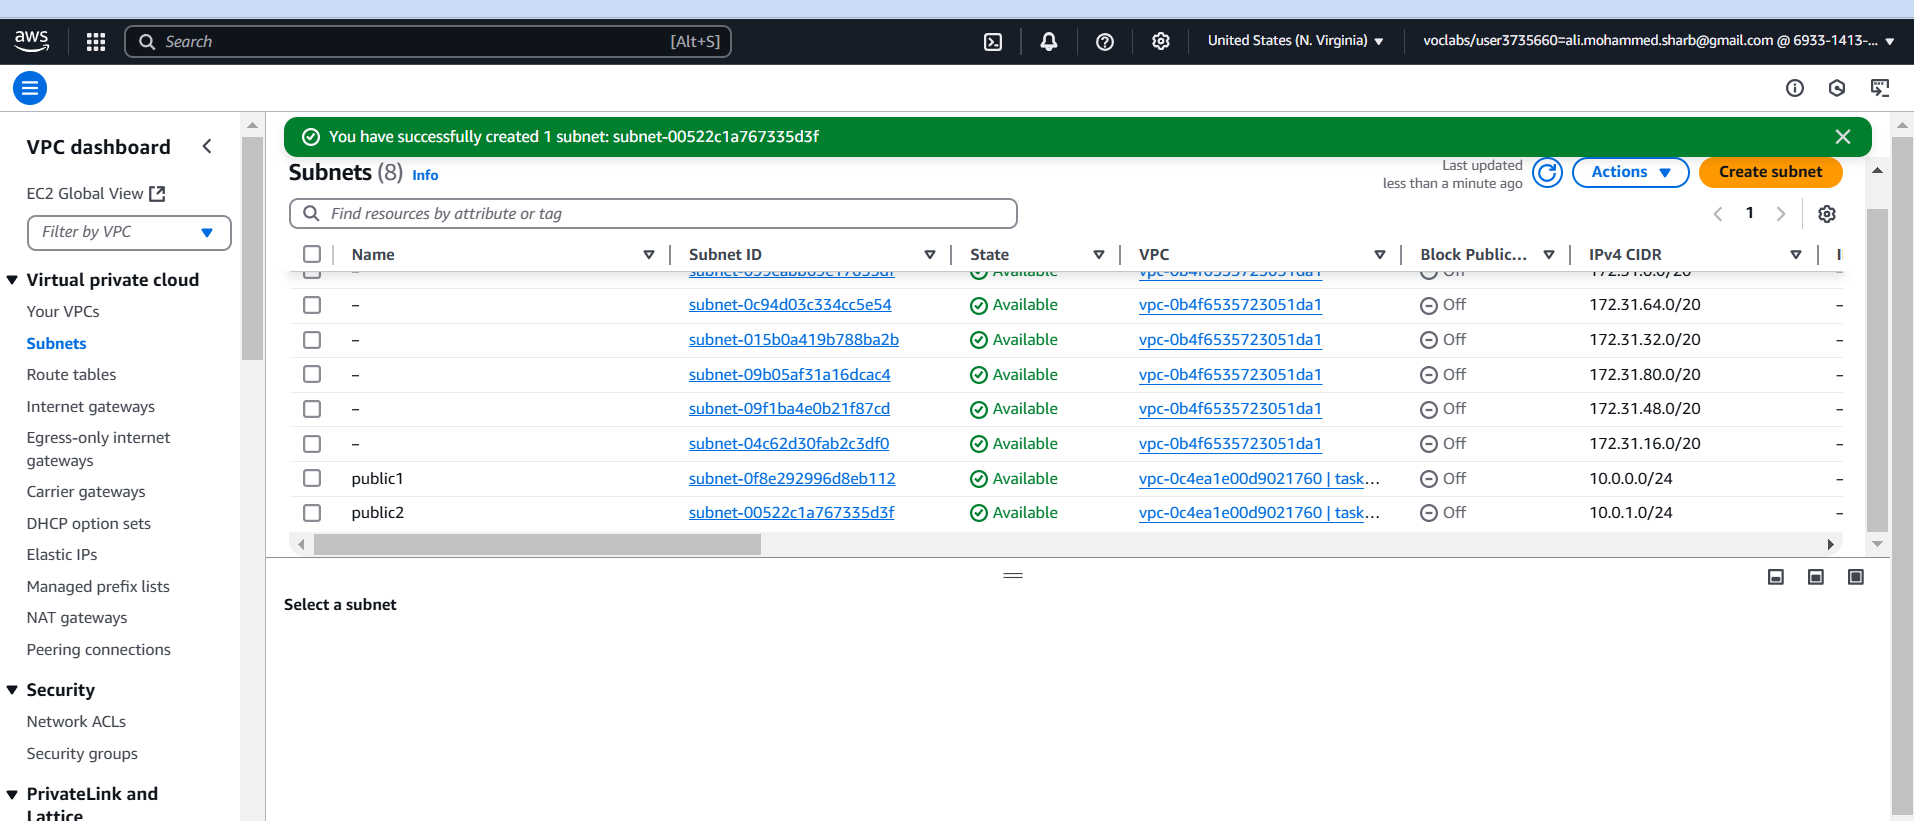 aws
Search
[Alt+S]
United States (N. Virginia)
voclabs/user3735660=ali.mohammed.sharb@gmail.com @ 6933-1413-...
VPC dashboard
EC2 Global View
Filter by VPC
Virtual private cloud
Your VPCs
Subnets
Route tables
Internet gateways
Egress-only internet
gateways
Carrier gateways
DHCP option sets
Elastic IPs
Managed prefix lists
NAT gateways
Peering connections
Security
Network ACLs
Security groups
PrivateLink and
Lattice
You have successfully created 1 subnet: subnet-00522c1a767335d3f
Subnets (8) Info
Last updated
less than a minute ago
Actions
Create subnet
Find resources by attribute or tag
1
Name Subnet ID State VPC Block Public... IPv4 CIDR
– Available vpc-0b4f6535723051da1 Off 172.31.0.0/20
– subnet-0c94d03c334cc5e54 Available vpc-0b4f6535723051da1 Off 172.31.64.0/20 –
– subnet-015b0a419b788ba2b Available vpc-0b4f6535723051da1 Off 172.31.32.0/20 –
– subnet-09b05af31a16dcac4 Available vpc-0b4f6535723051da1 Off 172.31.80.0/20 –
– subnet-09f1ba4e0b21f87cd Available vpc-0b4f6535723051da1 Off 172.31.48.0/20 –
– subnet-04c62d30fab2c3df0 Available vpc-0b4f6535723051da1 Off 172.31.16.0/20 –
public1 subnet-0f8e292996d8eb112 Available vpc-0c4ea1e00d9021760 | task... Off 10.0.0.0/24 –
public2 subnet-00522c1a767335d3f Available vpc-0c4ea1e00d9021760 | task... Off 10.0.1.0/24 –
Select a subnet